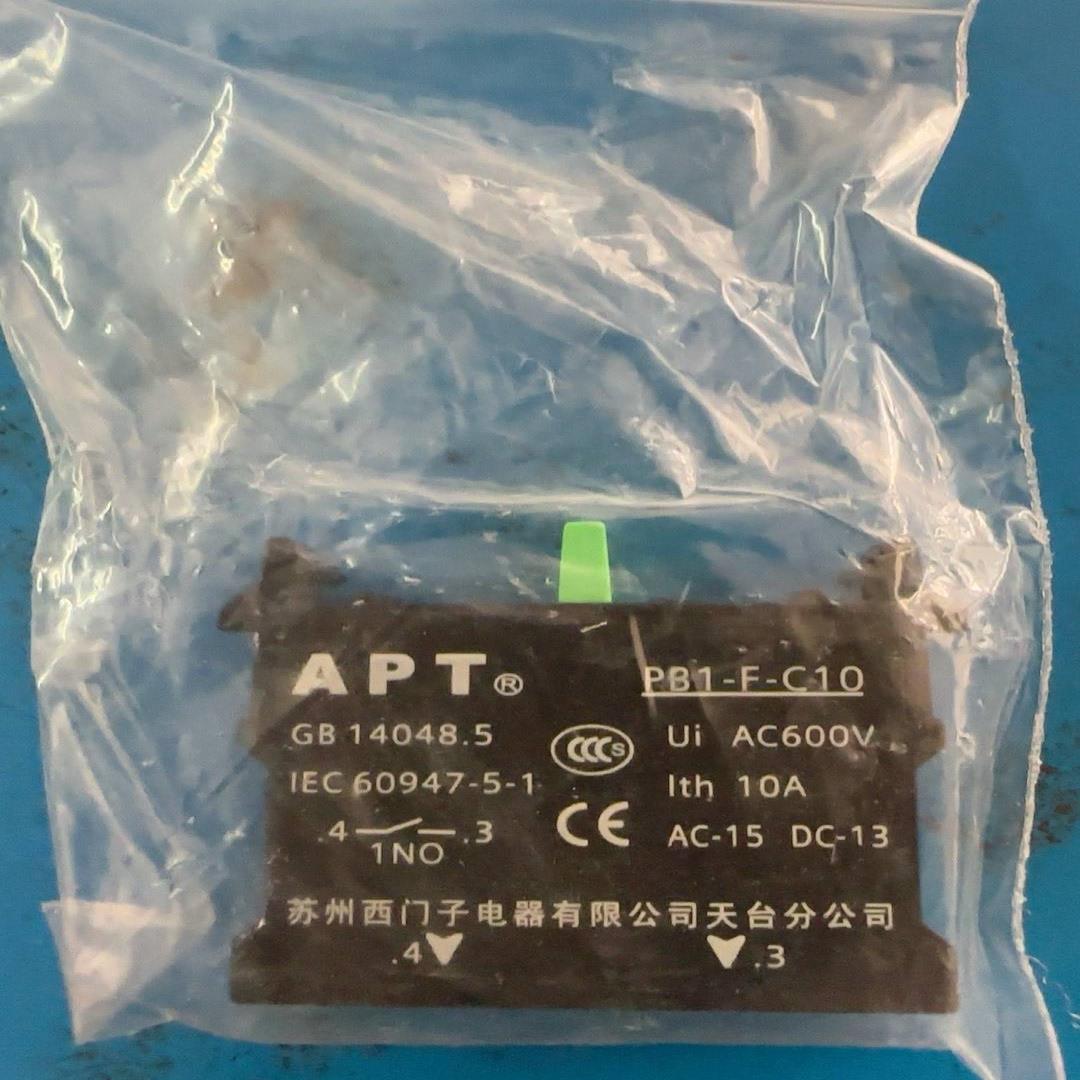 APT® PB1-F-C10
GB 14048.5 CCCS Ui AC600V
IEC 60947-5-1 Ith 10A
.4 .3 CE AC-15 DC-13
1NO
苏州西门子电器有限公司天台分公司
.4 .3